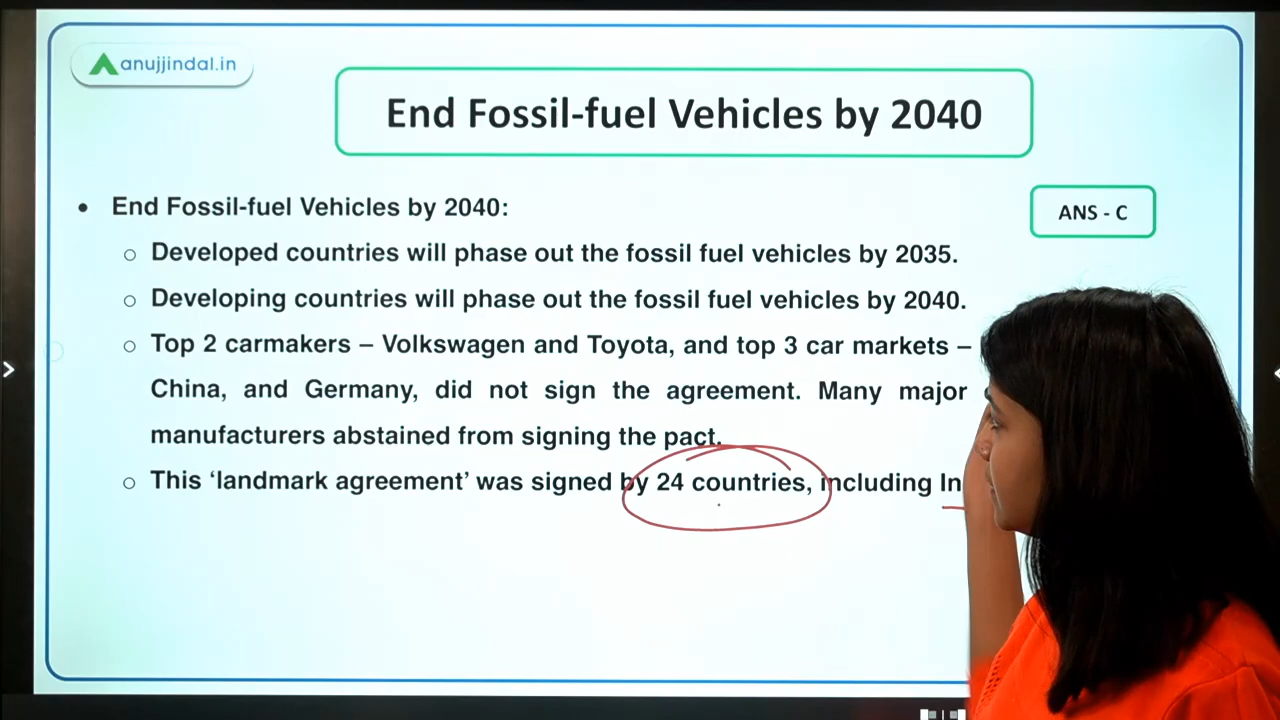 anujjindal.in
End Fossil-fuel Vehicles by 2040
• End Fossil-fuel Vehicles by 2040:
ANS - C
○ Developed countries will phase out the fossil fuel vehicles by 2035.
○ Developing countries will phase out the fossil fuel vehicles by 2040.
○ Top 2 carmakers – Volkswagen and Toyota, and top 3 car markets –
China, and Germany, did not sign the agreement. Many major
manufacturers abstained from signing the pact.
○ This ‘landmark agreement’ was signed by 24 countries, including